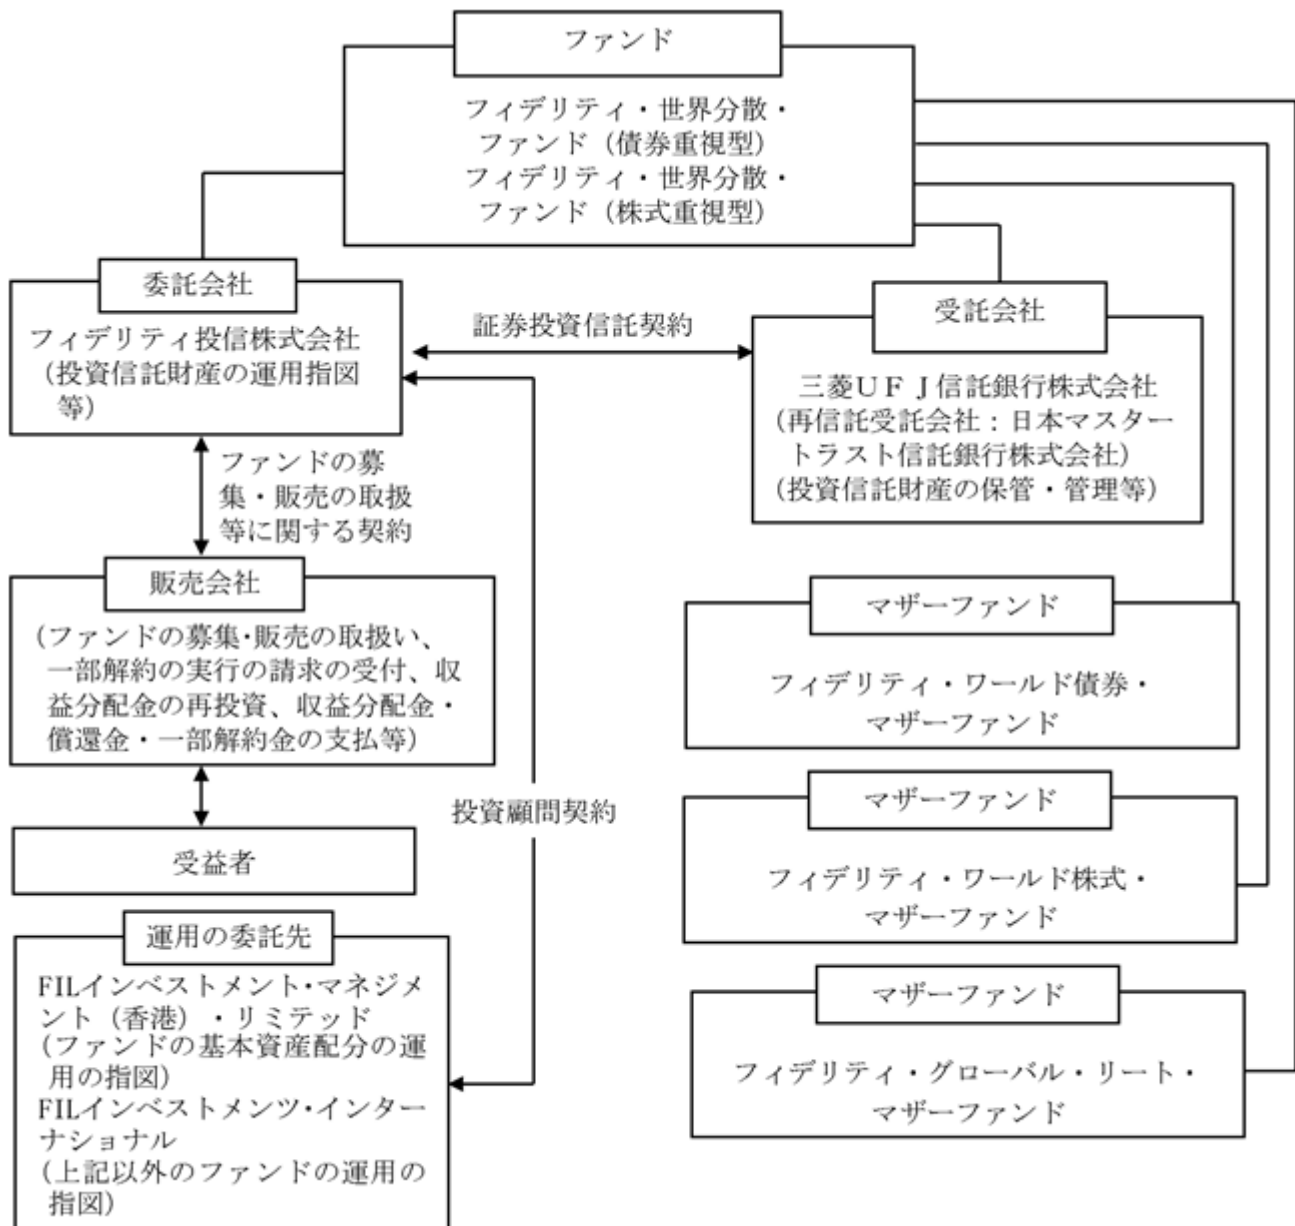 ファンド
フィデリティ・世界分散・
ファンド（債券重視型）
フィデリティ・世界分散・
ファンド（株式重視型）
委託会社
フィデリティ投信株式会社
（投資信託財産の運用指図
等）
証券投資信託契約
受託会社
三菱ＵＦＪ信託銀行株式会社
（再信託受託会社：日本マスター
トラスト信託銀行株式会社）
（投資信託財産の保管・管理等）
ファンドの募
集・販売の取扱
等に関する契約
販売会社
（ファンドの募集・販売の取扱い、
一部解約の実行の請求の受付、収
益分配金の再投資、収益分配金・
償還金・一部解約金の支払等）
マザーファンド
フィデリティ・ワールド債券・
マザーファンド
投資顧問契約
受益者
マザーファンド
フィデリティ・ワールド株式・
マザーファンド
運用の委託先
FILインベストメント・マネジメ
ント（香港）・リミテッド
（ファンドの基本資産配分の運
用の指図）
FILインベストメンツ・インター
ナショナル
（上記以外のファンドの運用の
指図）
マザーファンド
フィデリティ・グローバル・リート・
マザーファンド